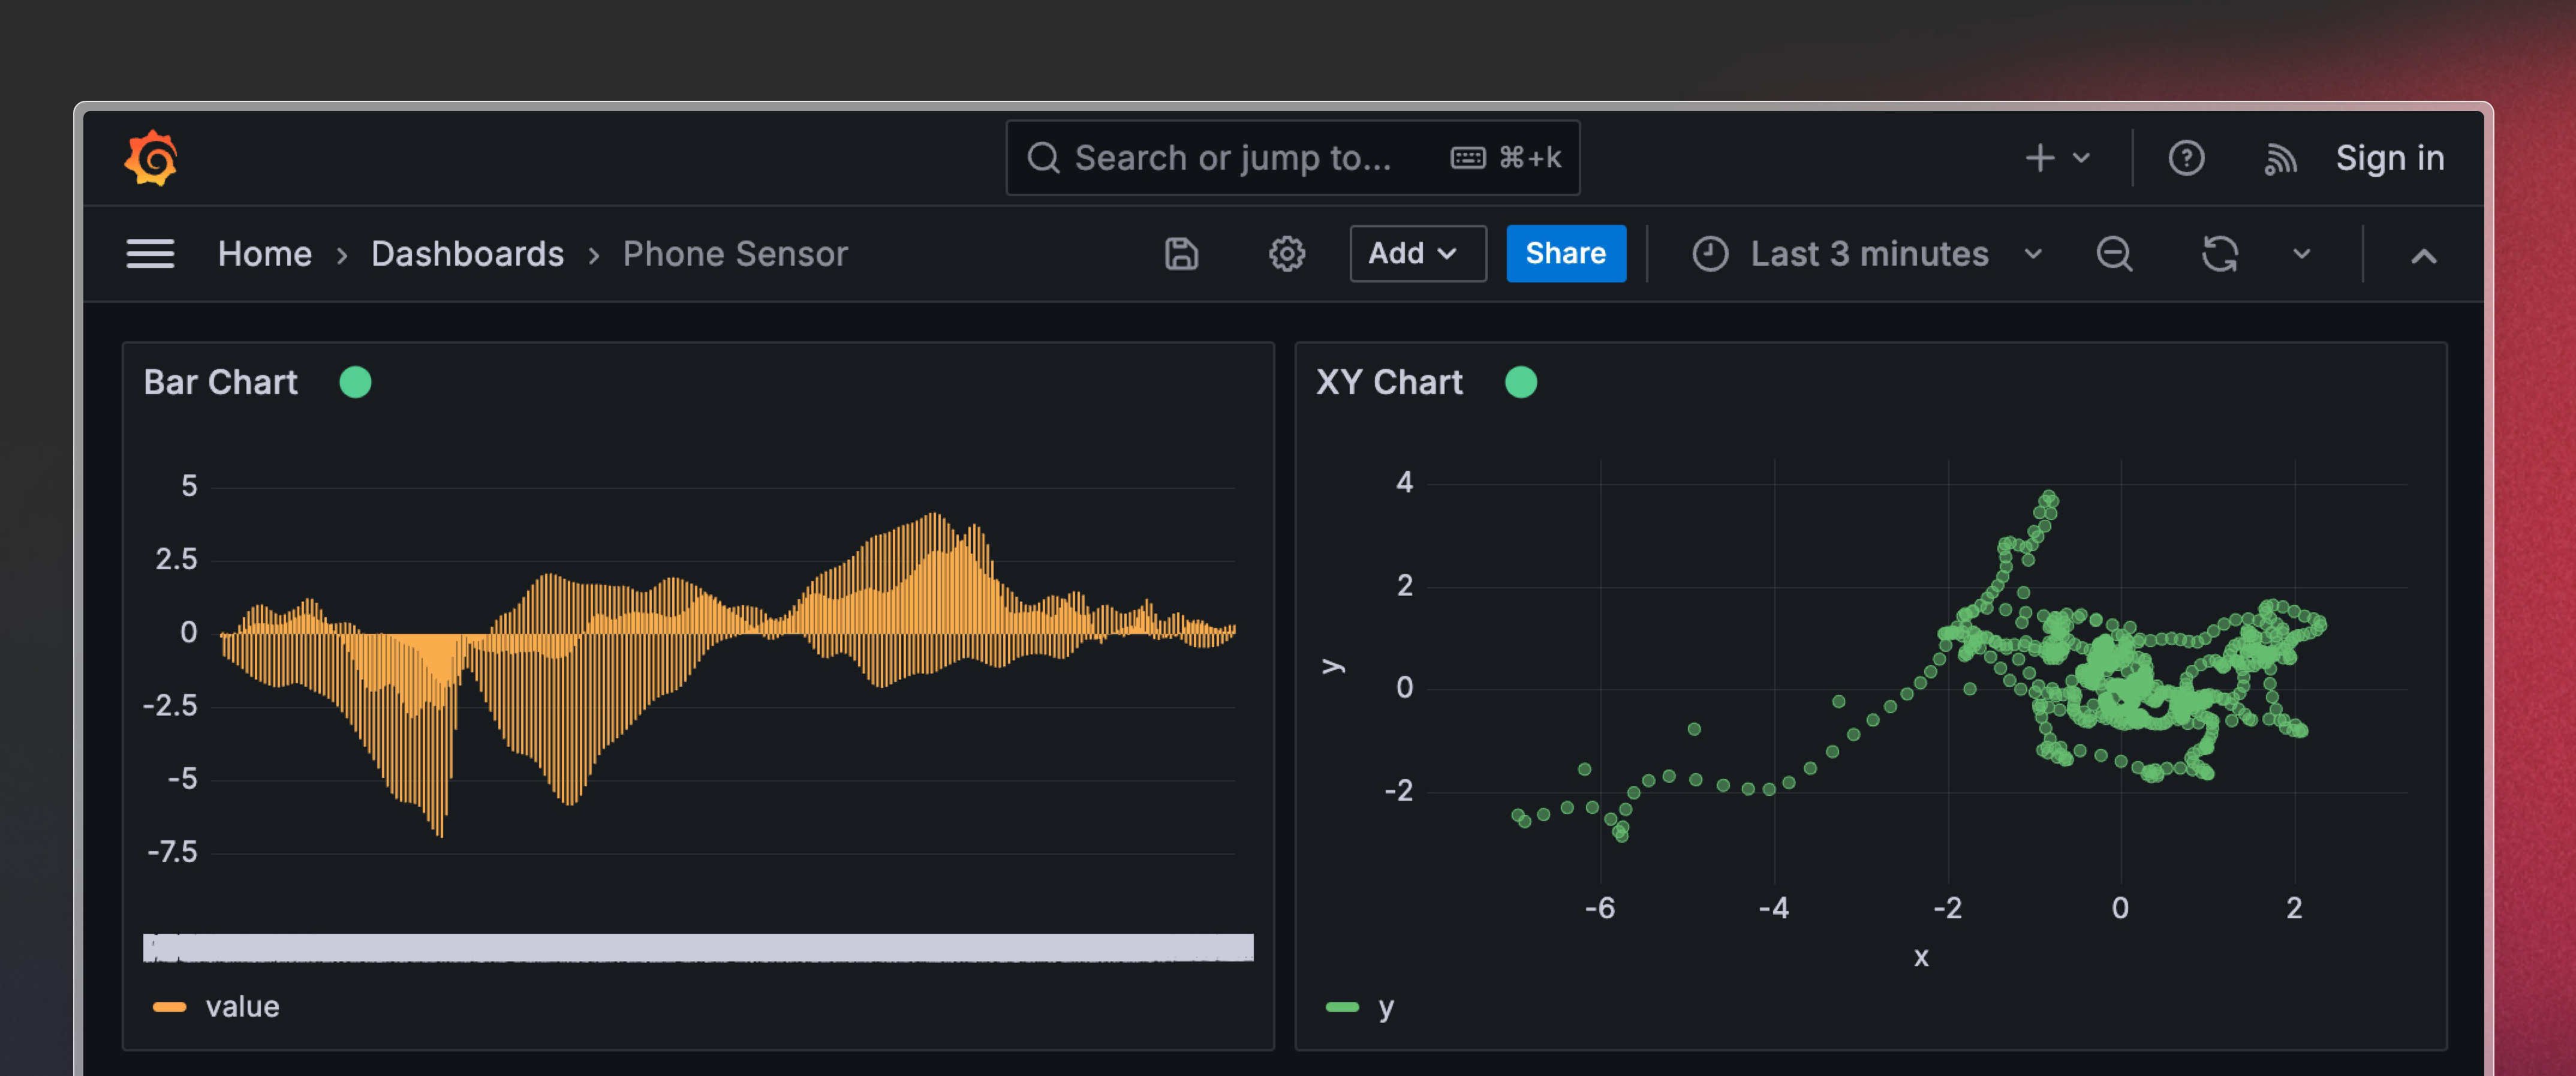 Search or jump to... ⌘+k
Sign in
Home › Dashboards › Phone Sensor
Add
Share
Last 3 minutes
Bar Chart
5
2.5
0
-2.5
-5
-7.5
value
XY Chart
4
2
0
-2
y
-6 -4 -2 0 2
x
y